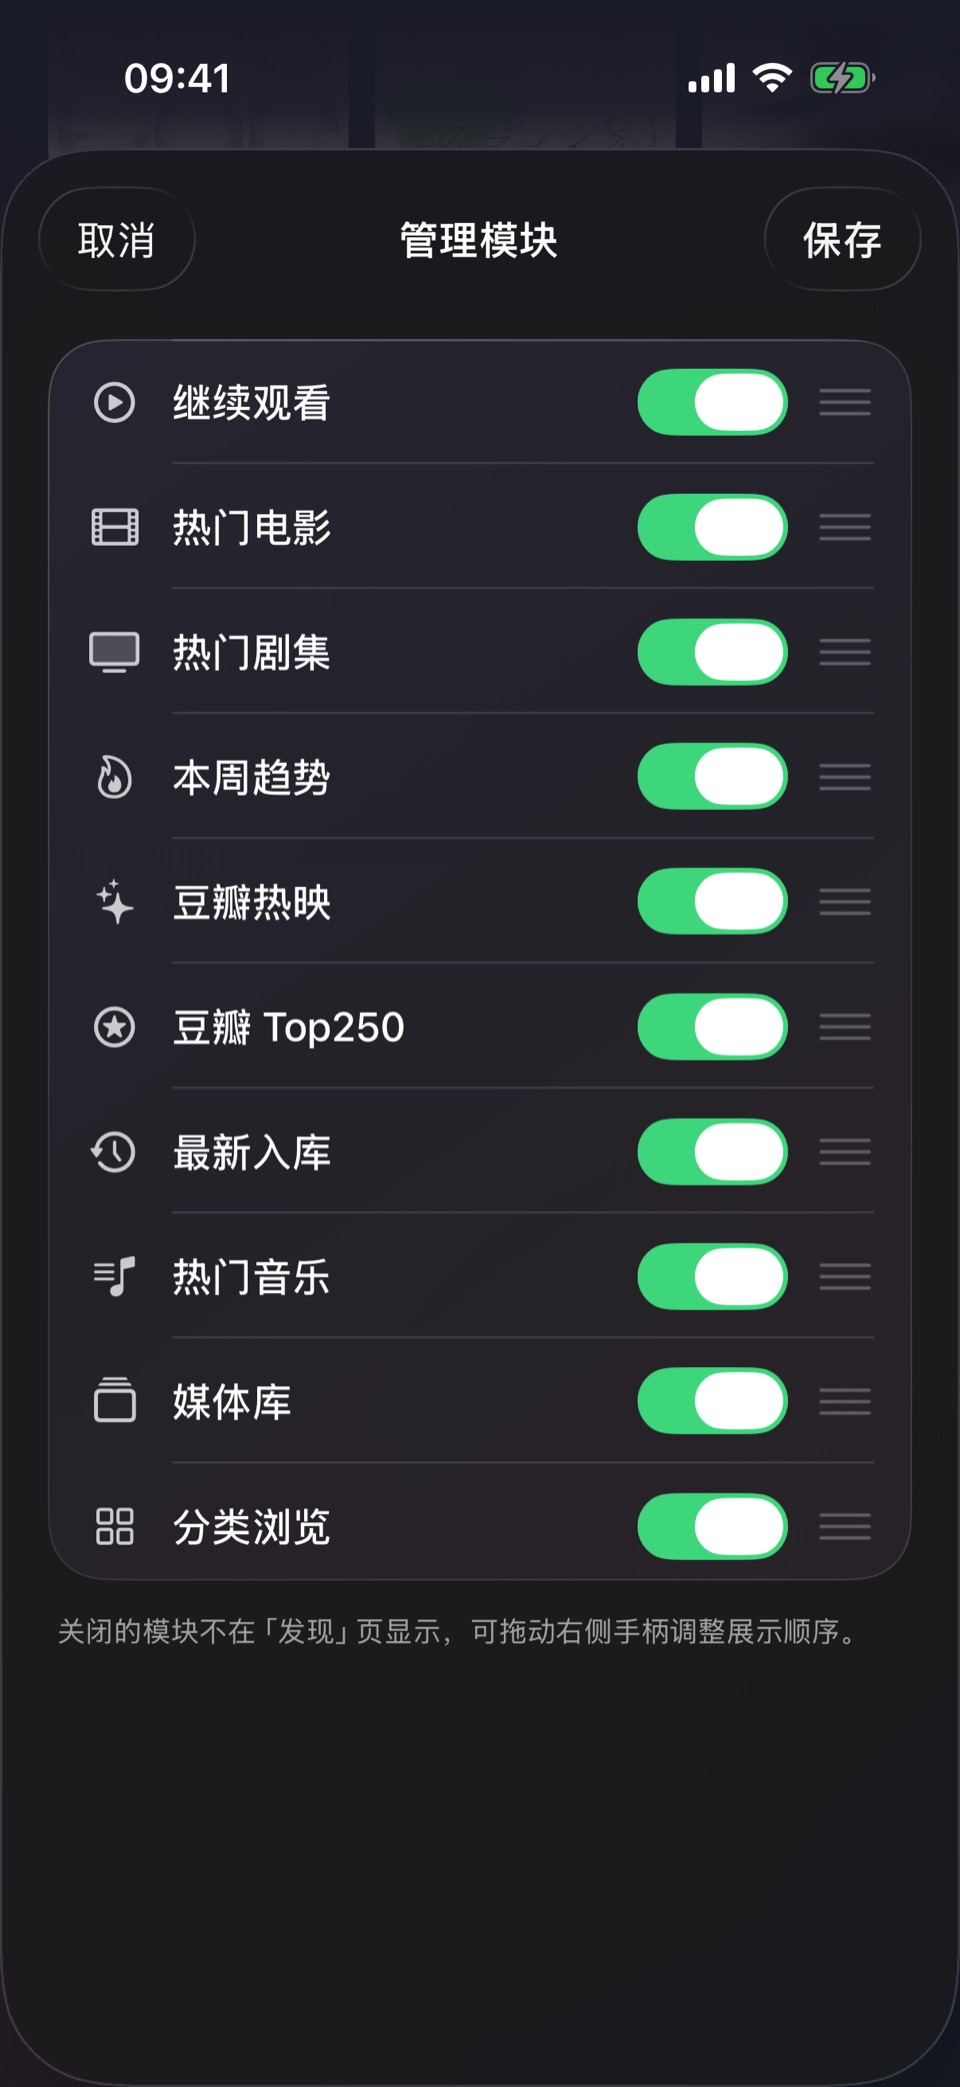 09:41
取消
管理模块
保存
继续观看
热门电影
热门剧集
本周趋势
豆瓣热映
豆瓣 Top250
最新入库
热门音乐
媒体库
分类浏览
关闭的模块不在「发现」页显示，可拖动右侧手柄调整展示顺序。